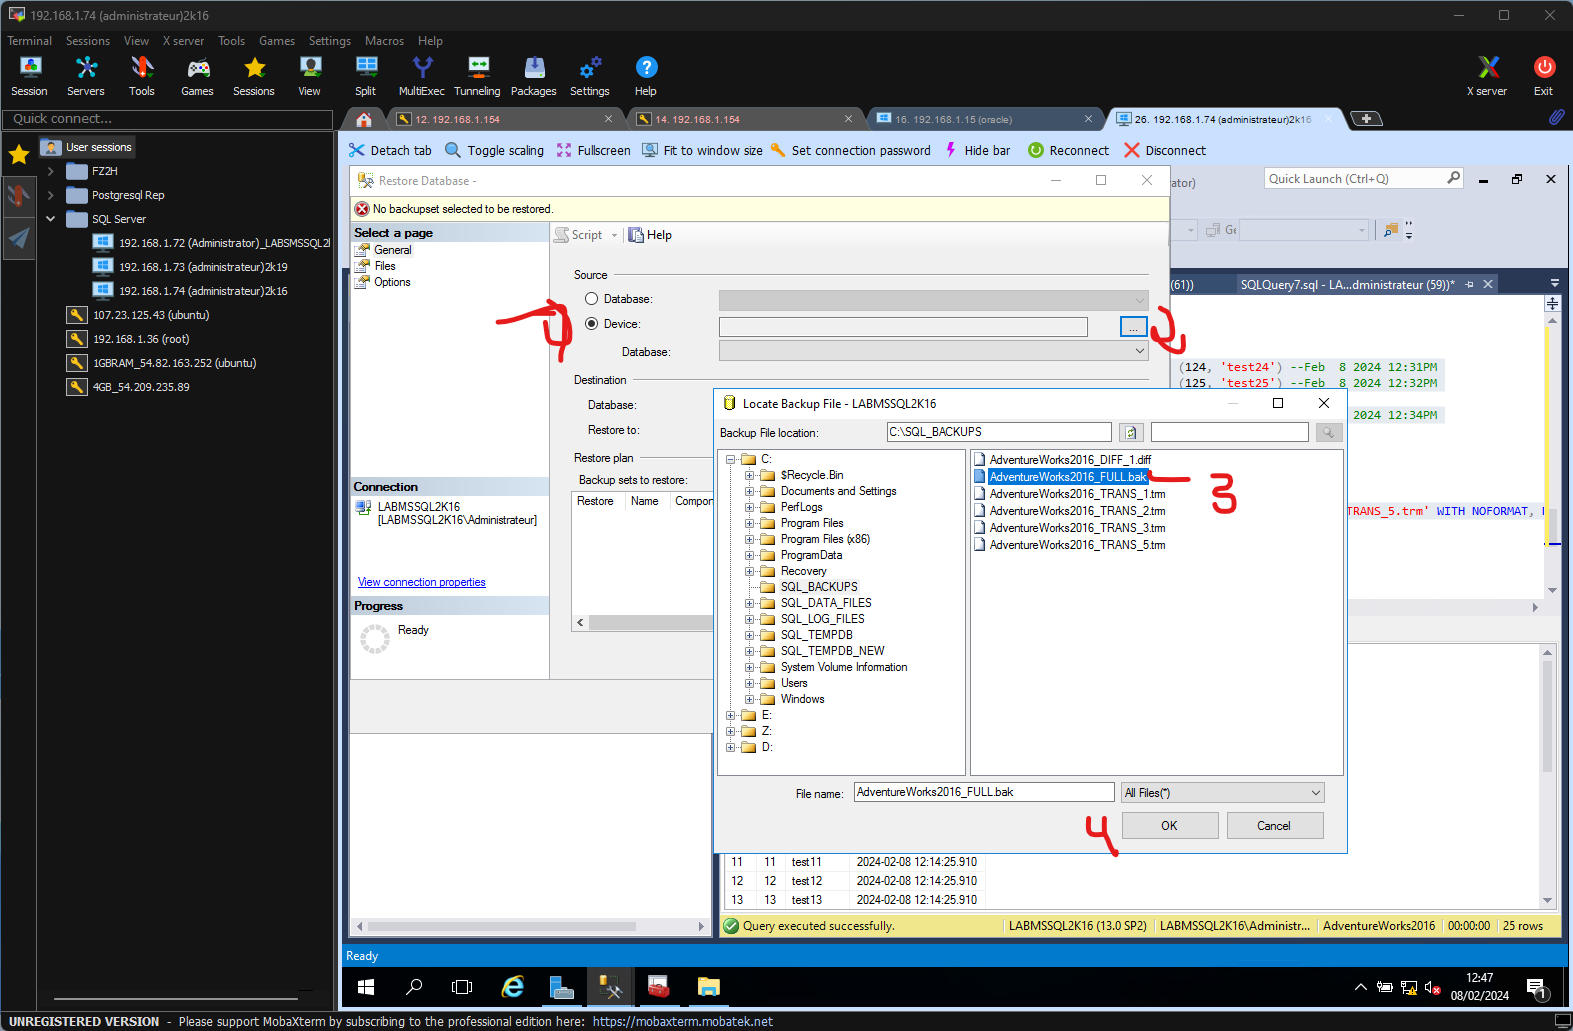 192.168.1.74 (administrateur)2k16
Terminal Sessions View X server Tools Games Settings Macros Help
Session Servers Tools Games Sessions View Split MultiExec Tunneling Packages Settings Help X server Exit
Quick connect...
12. 192.168.1.154
14. 192.168.1.154
16. 192.168.1.15 (oracle)
26. 192.168.1.74 (administrateur)2k16
Detach tab Toggle scaling Fullscreen Fit to window size Set connection password Hide bar Reconnect Disconnect
User sessions
FZ2H
Postgresql Rep
SQL Server
192.168.1.72 (Administrator)_LABSMSSQL2
192.168.1.73 (administrateur)2k19
192.168.1.74 (administrateur)2k16
107.23.125.43 (ubuntu)
192.168.1.36 (root)
1GBRAM_54.82.163.252 (ubuntu)
4GB_54.209.235.89
Restore Database -
ator)
Quick Launch (Ctrl+Q)
No backupset selected to be restored.
Select a page
General
Files
Options
Script Help
Ge
(61))
SQLQuery7.sql - LA...dministrateur (59))*
Source
Database:
Device:
...
Database:
Destination
Database:
Restore to:
Restore plan
Backup sets to restore:
Restore Name Compon
1
2
3
4.
(124, 'test24') --Feb 8 2024 12:31PM
(125, 'test25') --Feb 8 2024 12:32PM
2024 12:34PM
TRANS_5.trm' WITH NOFORMAT,
Connection
LABMSSQL2K16
[LABMSSQL2K16\Administrateur]
View connection properties
Progress
Ready
Locate Backup File - LABMSSQL2K16
Backup File location:
C:\SQL_BACKUPS
C:
$Recycle.Bin
Documents and Settings
PerfLogs
Program Files
Program Files (x86)
ProgramData
Recovery
SQL_BACKUPS
SQL_DATA_FILES
SQL_LOG_FILES
SQL_TEMPDB
SQL_TEMPDB_NEW
System Volume Information
Users
Windows
E:
Z:
D:
AdventureWorks2016_DIFF_1.diff
AdventureWorks2016_FULL.bak
AdventureWorks2016_TRANS_1.trm
AdventureWorks2016_TRANS_2.trm
AdventureWorks2016_TRANS_3.trm
AdventureWorks2016_TRANS_5.trm
File name:
AdventureWorks2016_FULL.bak
All Files(*)
OK
Cancel
11 11 test11 2024-02-08 12:14:25.910
12 12 test12 2024-02-08 12:14:25.910
13 13 test13 2024-02-08 12:14:25.910
Query executed successfully. LABMSSQL2K16 (13.0 SP2) LABMSSQL2K16\Administr... AdventureWorks2016 00:00:00 25 rows
Ready
12:47
08/02/2024
1
UNREGISTERED VERSION - Please support MobaXterm by subscribing to the professional edition here: https://mobaxterm.mobatek.net